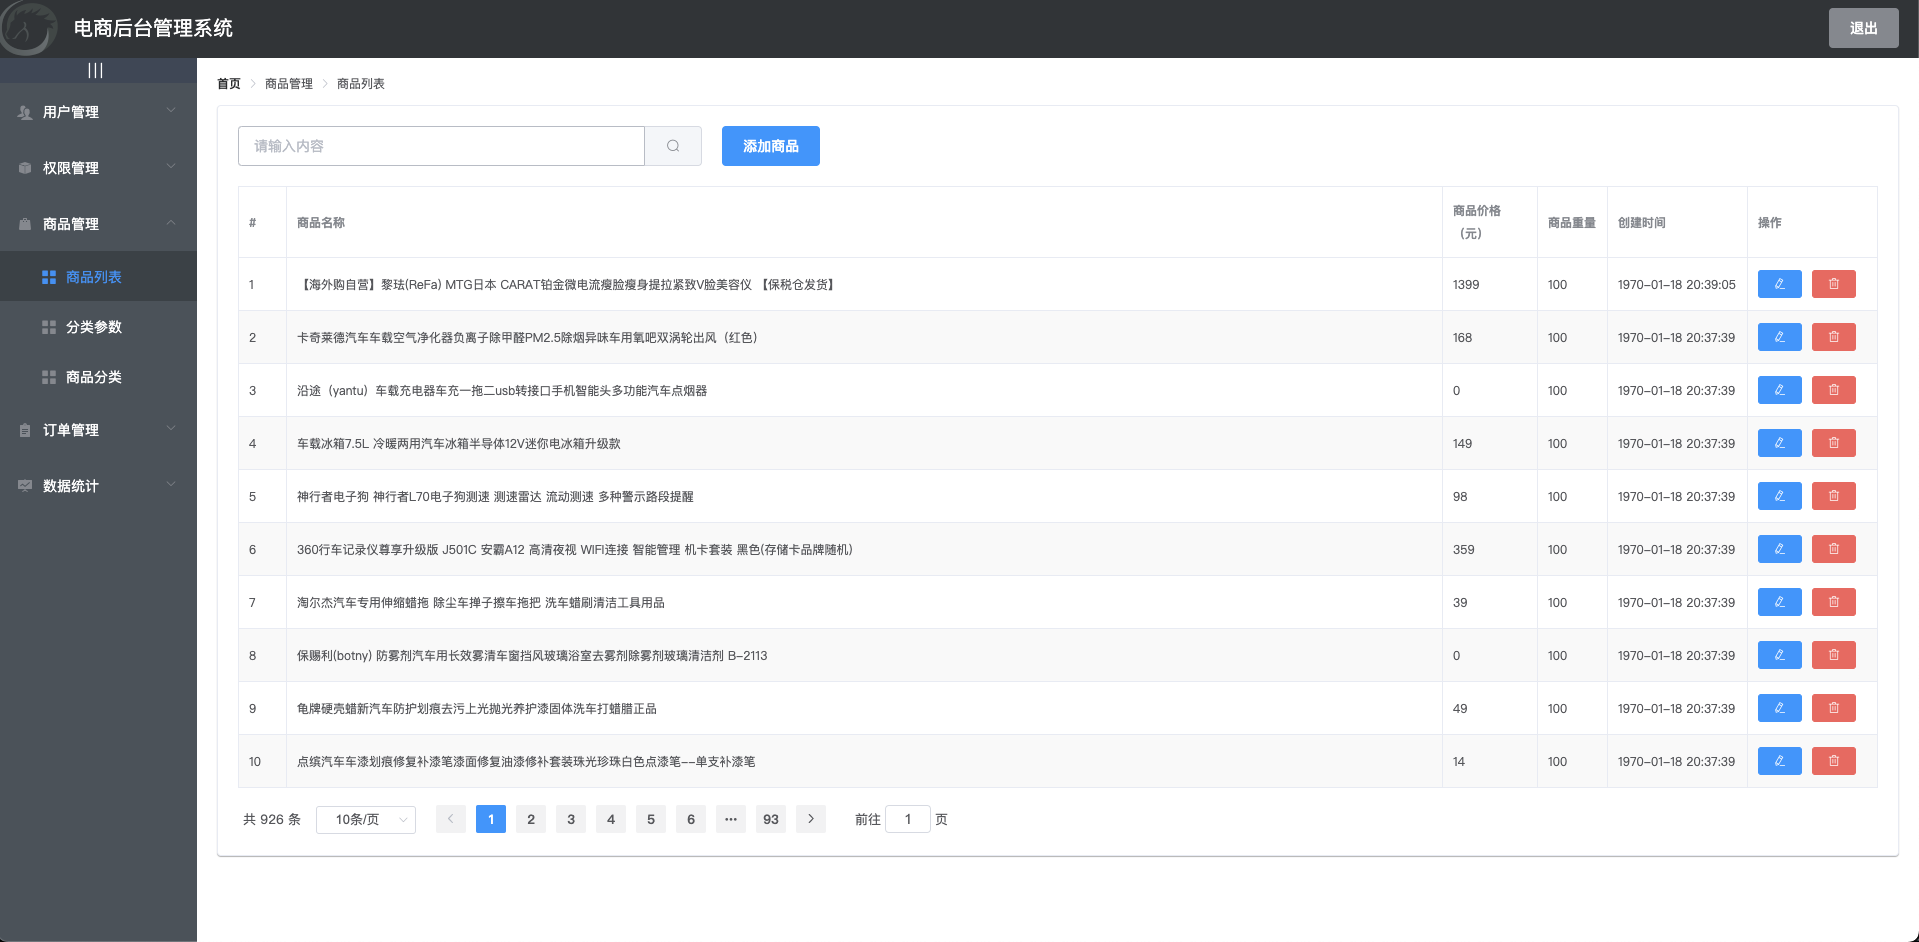 电商后台管理系统
退出
|||
用户管理
权限管理
商品管理
商品列表
分类参数
商品分类
订单管理
数据统计
首页 > 商品管理 > 商品列表
请输入内容
添加商品
# 商品名称 商品价格（元） 商品重量 创建时间 操作
1 【海外购自营】黎珐(ReFa) MTG日本 CARAT铂金微电流瘦脸瘦身提拉紧致V脸美容仪 【保税仓发货】 1399 100 1970-01-18 20:39:05
2 卡奇莱德汽车车载空气净化器负离子除甲醛PM2.5除烟异味车用氧吧双涡轮出风（红色） 168 100 1970-01-18 20:37:39
3 沿途（yantu）车载充电器车充一拖二usb转接口手机智能头多功能汽车点烟器 0 100 1970-01-18 20:37:39
4 车载冰箱7.5L 冷暖两用汽车冰箱半导体12V迷你电冰箱升级款 149 100 1970-01-18 20:37:39
5 神行者电子狗 神行者L70电子狗测速 测速雷达 流动测速 多种警示路段提醒 98 100 1970-01-18 20:37:39
6 360行车记录仪尊享升级版 J501C 安霸A12 高清夜视 WIFI连接 智能管理 机卡套装 黑色(存储卡品牌随机) 359 100 1970-01-18 20:37:39
7 淘尔杰汽车专用伸缩蜡拖 除尘车掸子擦车拖把 洗车蜡刷清洁工具用品 39 100 1970-01-18 20:37:39
8 保赐利(botny) 防雾剂汽车用长效雾清车窗挡风玻璃浴室去雾剂除雾剂玻璃清洁剂 B-2113 0 100 1970-01-18 20:37:39
9 龟牌硬壳蜡新汽车防护划痕去污上光抛光养护漆固体洗车打蜡腊正品 49 100 1970-01-18 20:37:39
10 点缤汽车车漆划痕修复补漆笔漆面修复油漆修补套装珠光珍珠白色点漆笔--单支补漆笔 14 100 1970-01-18 20:37:39
共 926 条 10条/页 < 1 2 3 4 5 6 ··· 93 > 前往 1 页